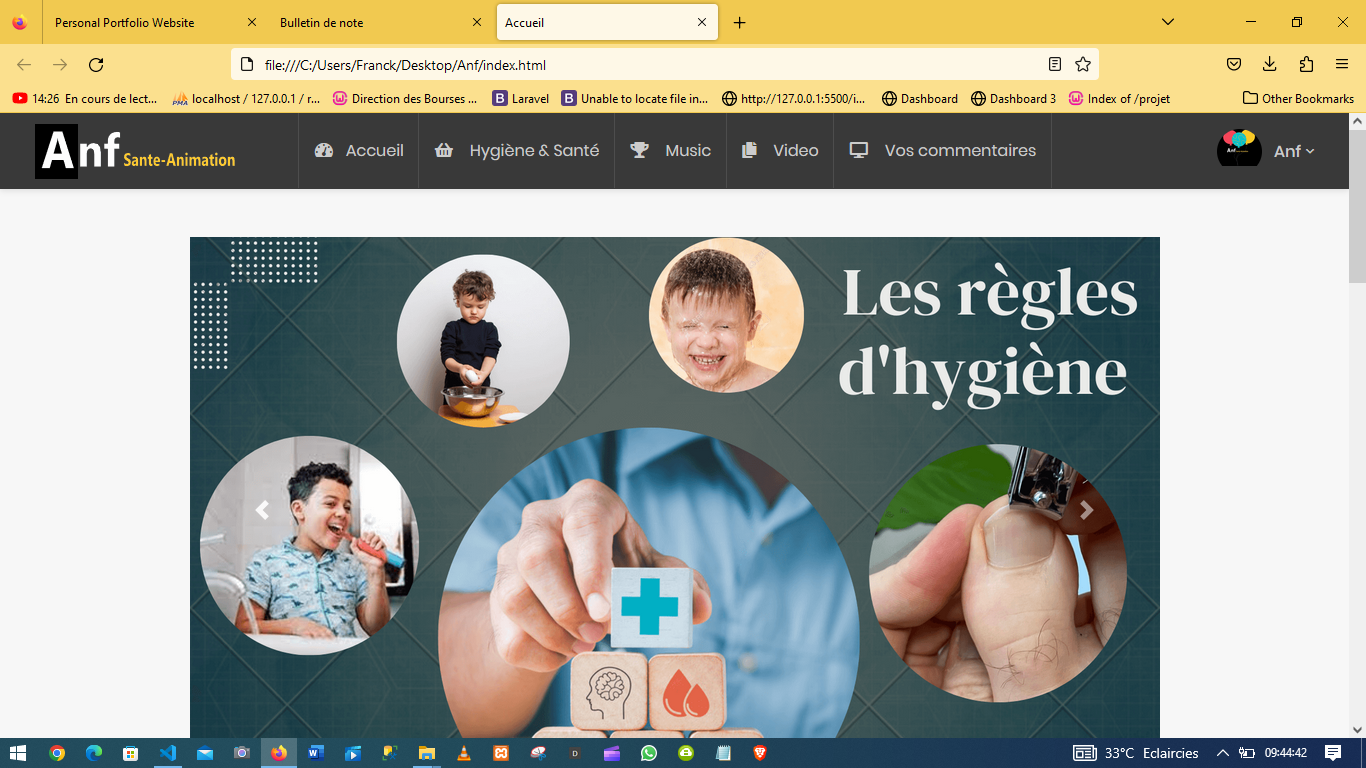 Personal Portfolio Website
Bulletin de note
Accueil
file:///C:/Users/Franck/Desktop/Anf/index.html
14:26 En cours de lect...
localhost / 127.0.0.1 / r...
Direction des Bourses ...
Laravel
Unable to locate file in...
http://127.0.0.1:5500/i...
Dashboard
Dashboard 3
Index of /projet
Other Bookmarks
Anf Sante-Animation
Accueil
Hygiène & Santé
Music
Video
Vos commentaires
Anf
Anf
Les règles
d'hygiène
33°C Eclaircies
09:44:42